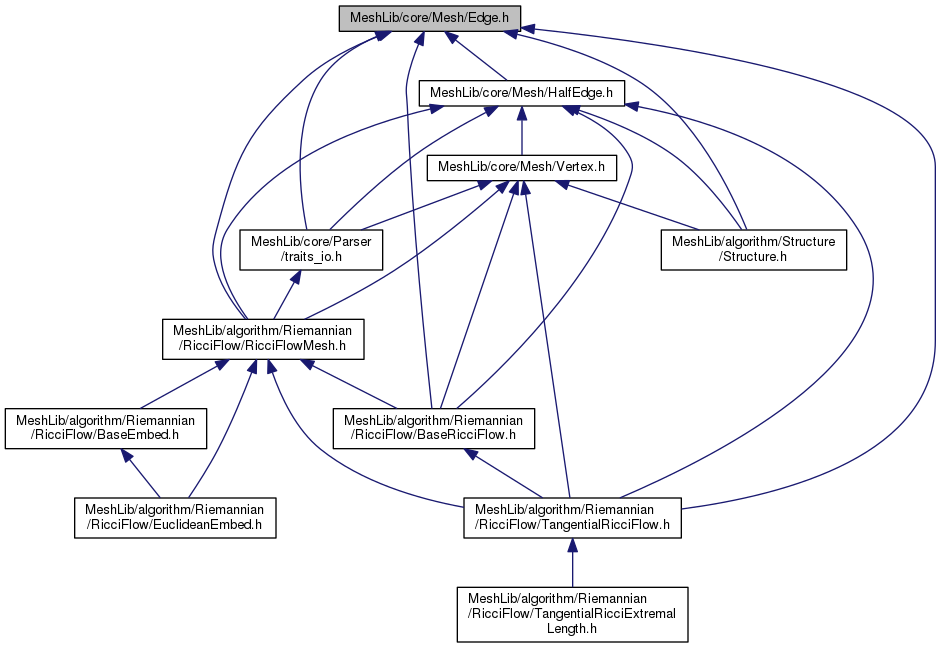 MeshLib/core/Mesh/Edge.h
MeshLib/core/Mesh/HalfEdge.h
MeshLib/core/Mesh/Vertex.h
MeshLib/core/Parser
/traits_io.h
MeshLib/algorithm/Structure
/Structure.h
MeshLib/algorithm/Riemannian
/RicciFlow/RicciFlowMesh.h
MeshLib/algorithm/Riemannian
/RicciFlow/BaseEmbed.h
MeshLib/algorithm/Riemannian
/RicciFlow/BaseRicciFlow.h
MeshLib/algorithm/Riemannian
/RicciFlow/EuclideanEmbed.h
MeshLib/algorithm/Riemannian
/RicciFlow/TangentialRicciFlow.h
MeshLib/algorithm/Riemannian
/RicciFlow/TangentialRicciExtremal
Length.h